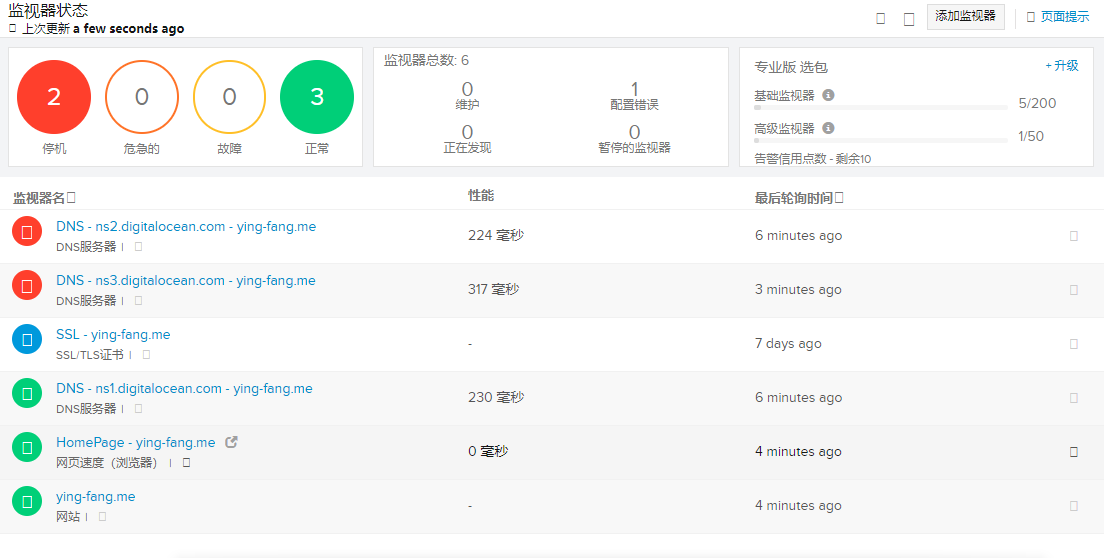 监视器状态
上次更新 a few seconds ago
添加监视器
页面提示
2
0
0
3
停机
危急的
故障
正常
监视器总数: 6
0
维护
1
配置错误
0
正在发现
0
暂停的监视器
专业版 选包
+ 升级
基础监视器
5/200
高级监视器
1/50
告警信用点数 - 剩余10
监视器名
性能
最后轮询时间
DNS - ns2.digitalocean.com - ying-fang.me
DNS服务器 |
224 毫秒
6 minutes ago
DNS - ns3.digitalocean.com - ying-fang.me
DNS服务器 |
317 毫秒
3 minutes ago
SSL - ying-fang.me
SSL/TLS证书 |
-
7 days ago
DNS - ns1.digitalocean.com - ying-fang.me
DNS服务器 |
230 毫秒
6 minutes ago
HomePage - ying-fang.me
网页速度（浏览器） |
0 毫秒
4 minutes ago
ying-fang.me
网站 |
-
4 minutes ago